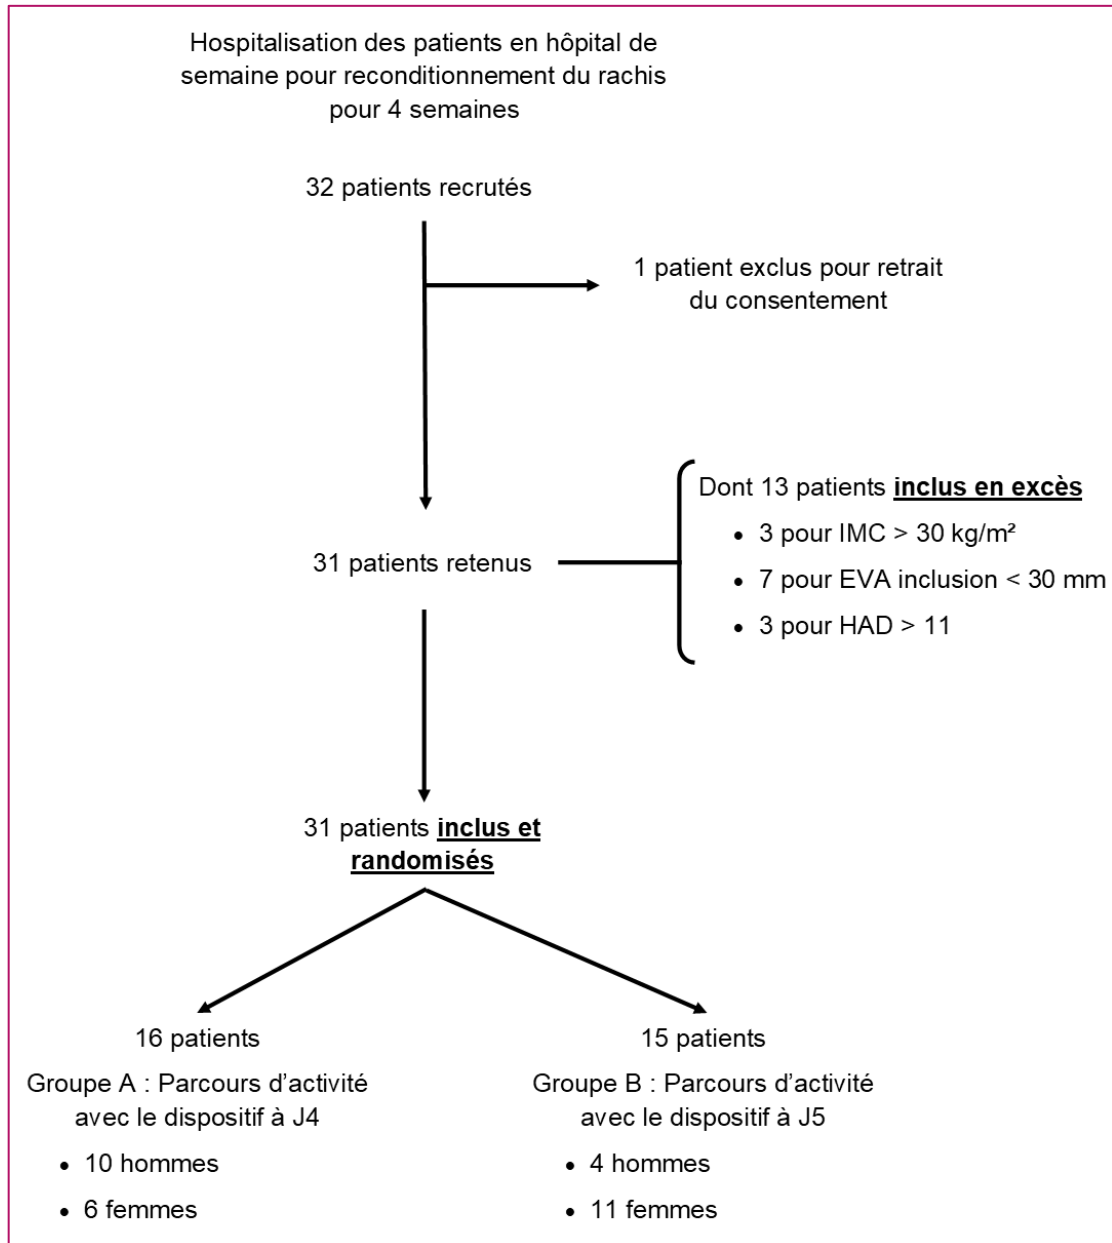 Hospitalisation des patients en hôpital de
semaine pour reconditionnement du rachis
pour 4 semaines
32 patients recrutés
1 patient exclus pour retrait
du consentement
31 patients retenus
Dont 13 patients inclus en excès
• 3 pour IMC > 30 kg/m²
• 7 pour EVA inclusion < 30 mm
• 3 pour HAD > 11
31 patients inclus et
randomisés
16 patients
Groupe A : Parcours d’activité
avec le dispositif à J4
• 10 hommes
• 6 femmes
15 patients
Groupe B : Parcours d’activité
avec le dispositif à J5
• 4 hommes
• 11 femmes